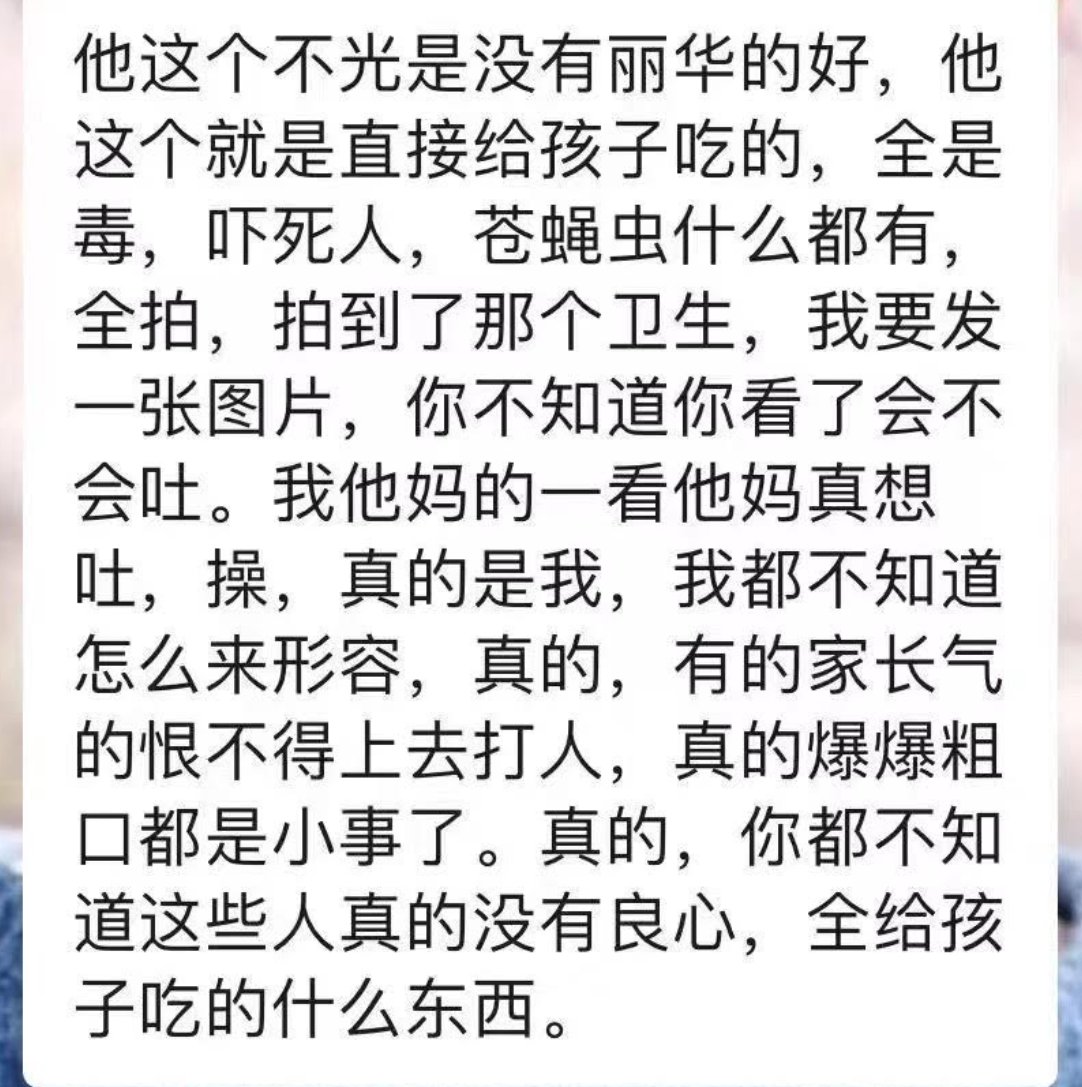 他这个不光是没有丽华的好，他
这个就是直接给孩子吃的，全是
毒，吓死人，苍蝇虫什么都有，
全拍，拍到了那个卫生，我要发
一张图片，你不知道你看了会不
会吐。我他妈的一看他妈真想
吐，操，真的是我，我都不知道
怎么来形容，真的，有的家长气
的恨不得上去打人，真的爆爆粗
口都是小事了。真的，你都不知
道这些人真的没有良心，全给孩
子吃的什么东西。